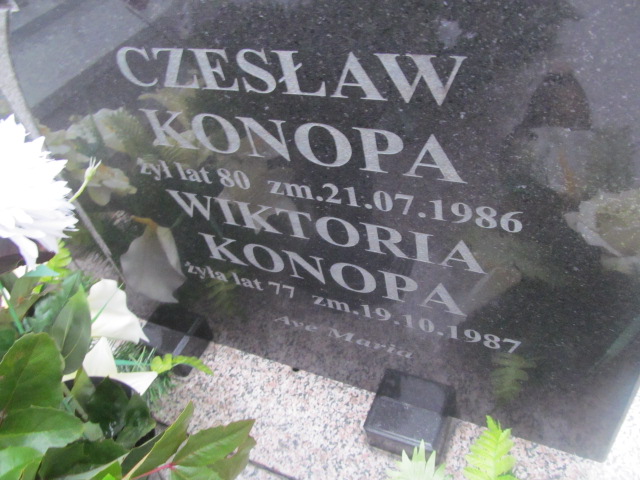 CZESŁAW
KONOPA
żył lat 80 zm.21.07.1986
WIKTORIA
KONOPA
żyła lat 77 zm.19.10.1987
Ave Maria